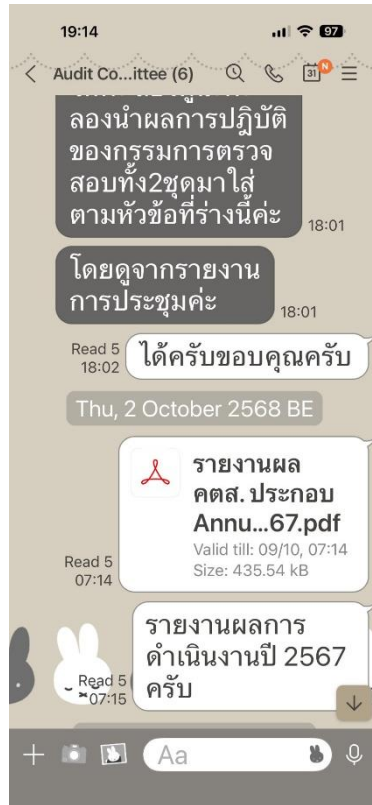 19:14
97
Audit Co...ittee (6)
31
N
ลองนำผลการปฎิบัติ
ของกรรมการตรวจ
สอบทั้ง2ชุดมาใส่
ตามหัวข้อที่ร่างนี้ค่ะ
18:01
โดยดูจากรายงาน
การประชุมค่ะ
18:01
Read 5
18:02
ได้ครับขอบคุณครับ
Thu, 2 October 2568 BE
รายงานผล
คตส. ประกอบ
Annu...67.pdf
Valid till: 09/10, 07:14
Size: 435.54 kB
Read 5
07:14
รายงานผลการ
ดำเนินงานปี 2567
ครับ
Read 5
07:15
Aa